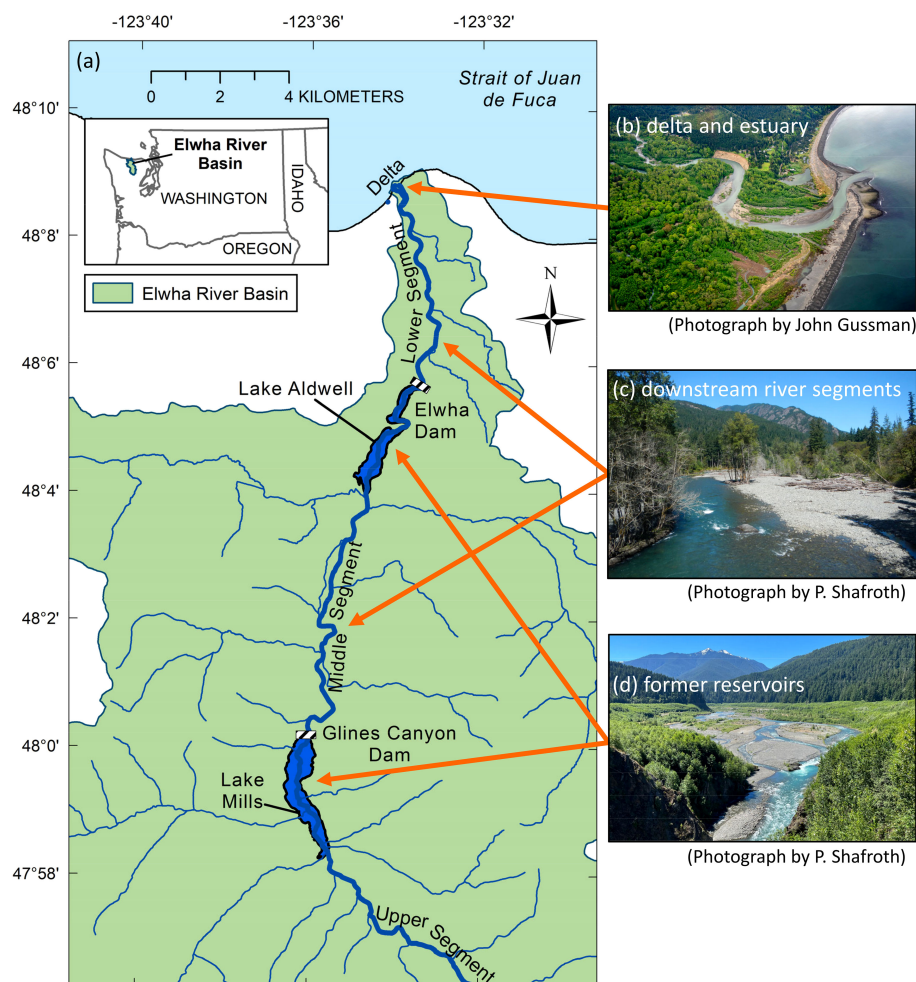 -123°40'
-123°36'
-123°32'
(a)
0 2 4 KILOMETERS
Strait of Juan
de Fuca
48°10'
48°8'
48°6'
48°4'
48°2'
48°0'
47°58'
Elwha River
Basin
WASHINGTON
IDAHO
OREGON
Elwha River Basin
Delta
Lower Segment
N
Lake Aldwell
Elwha
Dam
Middle Segment
Glines Canyon
Dam
Lake
Mills
Upper Segment
(b) delta and estuary
(Photograph by John Gussman)
(c) downstream river segments
(Photograph by P. Shafroth)
(d) former reservoirs
(Photograph by P. Shafroth)